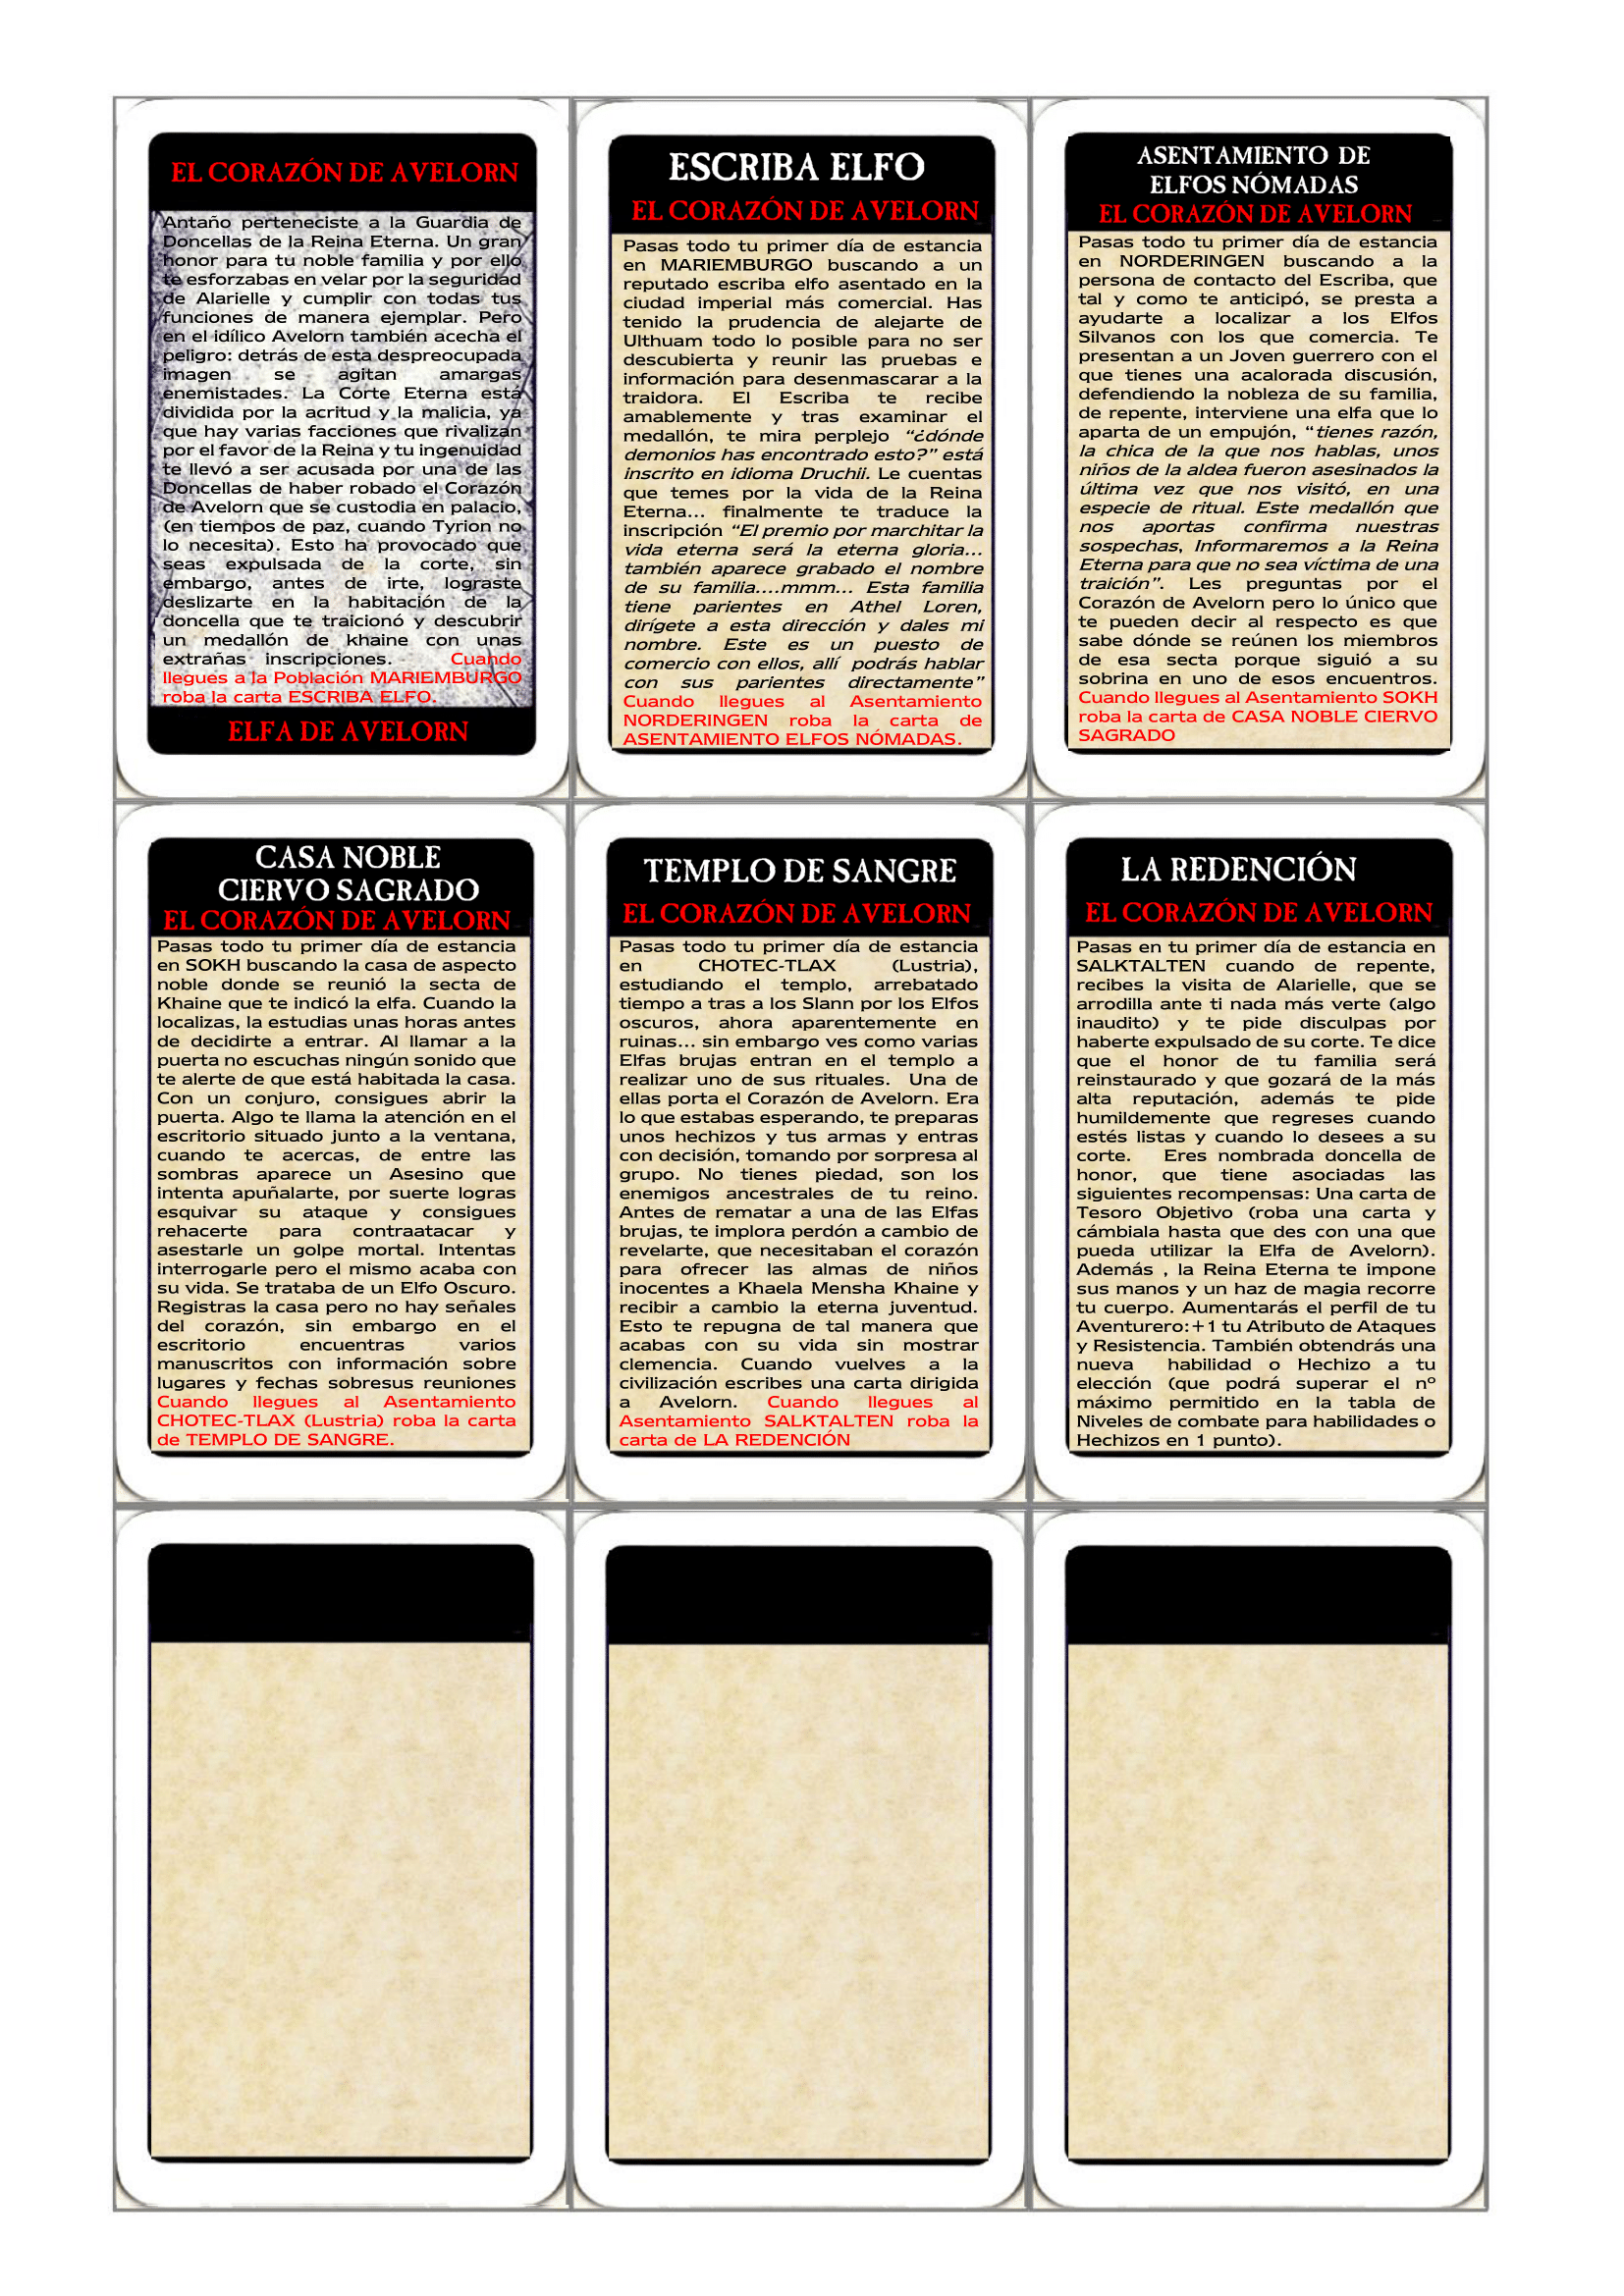 EL CORAZÓN DE AVELORN
Antaño perteneciste a la Guardia de
Doncellas de la Reina Eterna. Un gran
honor para tu noble familia y por ello
te esforzabas en velar por la seguridad
de Alarielle y cumplir con todas tus
funciones de manera ejemplar. Pero
en el idílico Avelorn también acecha el
peligro: detrás de esta despreocupada
imagen se agitan amargas
enemistades. La Corte Eterna está
dividida por la acritud y la malicia, ya
que hay varias facciones que rivalizan
por el favor de la Reina y tu ingenuidad
te llevó a ser acusada por una de las
Doncellas de haber robado el Corazón
de Avelorn que se custodia en palacio,
(en tiempos de paz, cuando Tyrion no
lo necesita). Esto ha provocado que
seas expulsada de la corte, sin
embargo, antes de irte, lograste
deslizarte en la habitación de la
doncella que te traicionó y descubrir
un medallón de khaine con unas
extrañas inscripciones. Cuando
llegues a la Población MARIEMBURGO
roba la carta ESCRIBA ELFO.
ELFA DE AVELORN
ESCRIBA ELFO
EL CORAZÓN DE AVELORN
Pasas todo tu primer día de estancia
en MARIEMBURGO buscando a un
reputado escriba elfo asentado en la
ciudad imperial más comercial. Has
tenido la prudencia de alejarte de
Ulthuam todo lo posible para no ser
descubierta y reunir las pruebas e
información para desenmascarar a la
traidora. El Escriba te recibe
amablemente y tras examinar el
medallón, te mira perplejo “¿dónde
demonios has encontrado esto?” está
inscrito en idioma Druchii. Le cuentas
que temes por la vida de la Reina
Eterna... finalmente te traduce la
inscripción “El premio por marchitar la
vida eterna será la eterna gloria...
también aparece grabado el nombre
de su familia....mmm... Esta familia
tiene parientes en Athel Loren,
dirígete a esta dirección y dales mi
nombre. Este es un puesto de
comercio con ellos, allí podrás hablar
con sus parientes directamente”
Cuando llegues al Asentamiento
NORDERINGEN roba la carta de
ASENTAMIENTO ELFOS NÓMADAS.
ASENTAMIENTO DE
ELFOS NÓMADAS
EL CORAZÓN DE AVELORN
Pasas todo tu primer día de estancia
en NORDERINGEN buscando a la
persona de contacto del Escriba, que
tal y como te anticipó, se presta a
ayudarte a localizar a los Elfos
Silvanos con los que comercia. Te
presentan a un Joven guerrero con el
que tienes una acalorada discusión,
defendiendo la nobleza de su familia,
de repente, interviene una elfa que lo
aparta de un empujón, “tienes razón,
la chica de la que nos hablas, unos
niños de la aldea fueron asesinados la
última vez que nos visitó, en una
especie de ritual. Este medallón que
nos aportas confirma nuestras
sospechas, Informaremos a la Reina
Eterna para que no sea víctima de una
traición”. Les preguntas por el
Corazón de Avelorn pero lo único que
te pueden decir al respecto es que
sabe dónde se reúnen los miembros
de esa secta porque siguió a su
sobrina en uno de esos encuentros.
Cuando llegues al Asentamiento SOKH
roba la carta de CASA NOBLE CIERVO
SAGRADO
CASA NOBLE
CIERVO SAGRADO
EL CORAZÓN DE AVELORN
Pasas todo tu primer día de estancia
en SOKH buscando la casa de aspecto
noble donde se reunió la secta de
Khaine que te indicó la elfa. Cuando la
localizas, la estudias unas horas antes
de decidirte a entrar. Al llamar a la
puerta no escuchas ningún sonido que
te alerte de que está habitada la casa.
Con un conjuro, consigues abrir la
puerta. Algo te llama la atención en el
escritorio situado junto a la ventana,
cuando te acercas, de entre las
sombras aparece un Asesino que
intenta apuñalarte, por suerte logras
esquivar su ataque y consigues
rehacerte para contraatacar y
asestarle un golpe mortal. Intentas
interrogarle pero el mismo acaba con
su vida. Se trataba de un Elfo Oscuro.
Registras la casa pero no hay señales
del corazón, sin embargo en el
escritorio encuentras varios
manuscritos con información sobre
lugares y fechas sobresus reuniones
Cuando llegues al Asentamiento
CHOTEC-TLAX (Lustria) roba la carta
de TEMPLO DE SANGRE.
TEMPLO DE SANGRE
EL CORAZÓN DE AVELORN
Pasas todo tu primer día de estancia
en CHOTEC-TLAX (Lustria),
estudiando el templo, arrebatado
tiempo a tras a los Slann por los Elfos
oscuros, ahora aparentemente en
ruinas... sin embargo ves como varias
Elfas brujas entran en el templo a
realizar uno de sus rituales. Una de
ellas porta el Corazón de Avelorn. Era
lo que estabas esperando, te preparas
unos hechizos y tus armas y entras
con decisión, tomando por sorpresa al
grupo. No tienes piedad, son los
enemigos ancestrales de tu reino.
Antes de rematar a una de las Elfas
brujas, te implora perdón a cambio de
revelarte, que necesitaban el corazón
para ofrecer las almas de niños
inocentes a Khaela Mensha Khaine y
recibir a cambio la eterna juventud.
Esto te repugna de tal manera que
acabas con su vida sin mostrar
clemencia. Cuando vuelves a la
civilización escribes una carta dirigida
a Avelorn. Cuando llegues al
Asentamiento SALKTALTEN roba la
carta de LA REDENCIÓN
LA REDENCIÓN
EL CORAZÓN DE AVELORN
Pasas en tu primer día de estancia en
SALKTALTEN cuando de repente,
recibes la visita de Alarielle, que se
arrodilla ante ti nada más verte (algo
inaudito) y te pide disculpas por
haberte expulsado de su corte. Te dice
que el honor de tu familia será
reinstaurado y que gozará de la más
alta reputación, además te pide
humildemente que regreses cuando
estés listas y cuando lo desees a su
corte. Eres nombrada doncella de
honor, que tiene asociadas las
siguientes recompensas: Una carta de
Tesoro Objetivo (roba una carta y
cámbiala hasta que des con una que
pueda utilizar la Elfa de Avelorn).
Además , la Reina Eterna te impone
sus manos y un haz de magia recorre
tu cuerpo. Aumentarás el perfil de tu
Aventurero:+1 tu Atributo de Ataques
y Resistencia. También obtendrás una
nueva habilidad o Hechizo a tu
elección (que podrá superar el nº
máximo permitido en la tabla de
Niveles de combate para habilidades o
Hechizos en 1 punto).